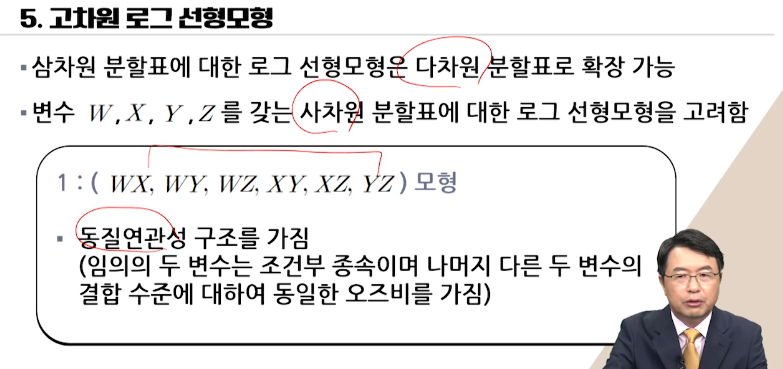 5. 고차원 로그 선형모형
▪삼차원 분할표에 대한 로그 선형모형은 다차원 분할표로 확장 가능
▪변수 W, X, Y, Z 를 갖는 사차원 분할표에 대한 로그 선형모형을 고려함
1 : ( WX, WY, WZ, XY, XZ, YZ ) 모형
▪ 동질연관성 구조를 가짐
(임의의 두 변수는 조건부 종속이며 나머지 다른 두 변수의
결합 수준에 대하여 동일한 오즈비를 가짐)